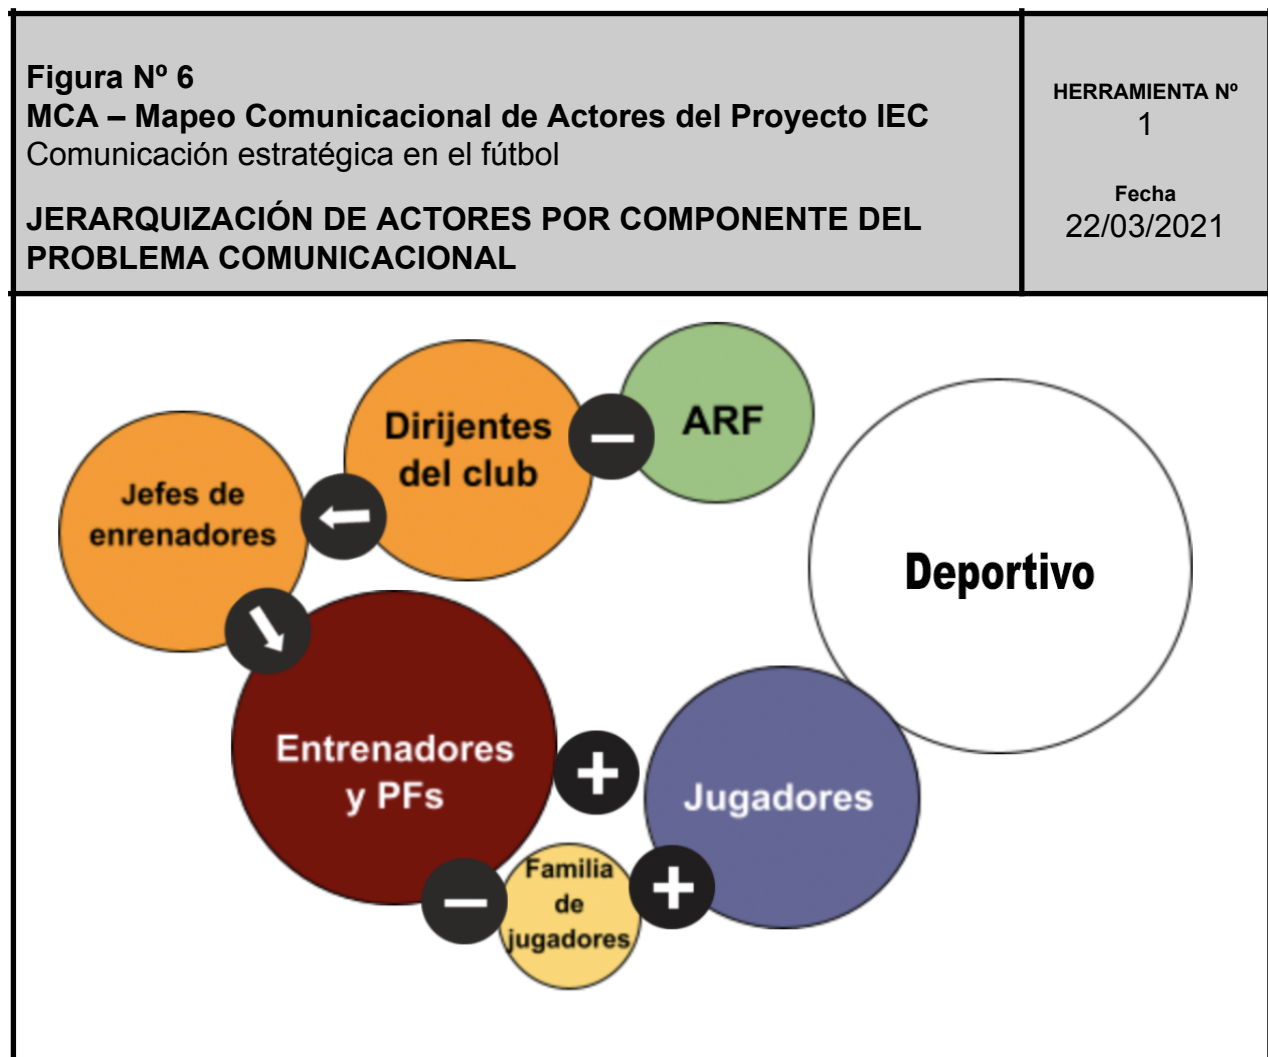 Figura Nº 6
MCA – Mapeo Comunicacional de Actores del Proyecto IEC
Comunicación estratégica en el fútbol
JERARQUIZACIÓN DE ACTORES POR COMPONENTE DEL
PROBLEMA COMUNICACIONAL
HERRAMIENTA Nº
1
Fecha
22/03/2021
ARF
Dirijentes
del club
Jefes de
enrenadores
Deportivo
Entrenadores
y PFs
Jugadores
Familia
de
jugadores